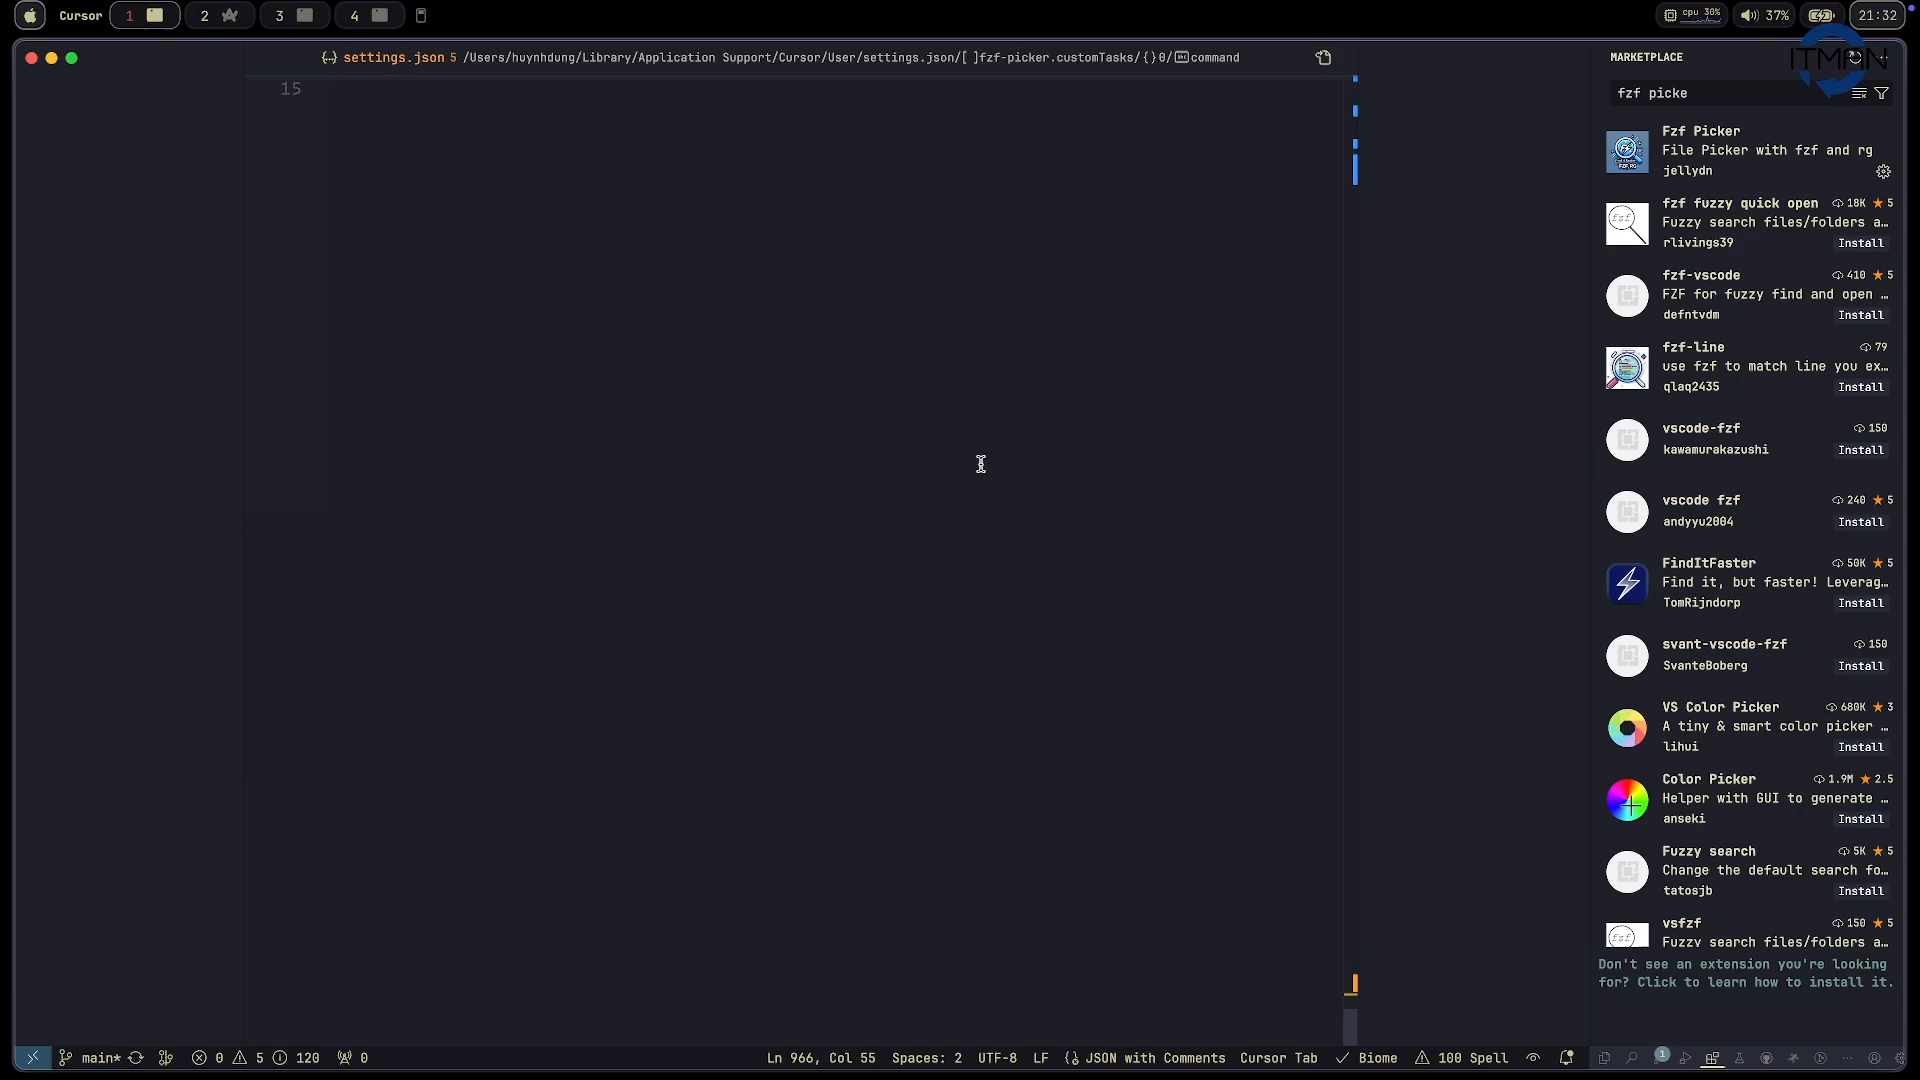 Cursor 1 2 3 4 cpu 30% 37% 21:32
settings.json 5 /Users/huynhdung/Library/Application Support/Cursor/User/settings.json/[ ]fzf-picker.customTasks/{}0/command
MARKETPLACE
ITMAN
15
fzf picke
Fzf Picker
File Picker with fzf and rg
jellydn
fzf fuzzy quick open 18K ★ 5
Fuzzy search files/folders a…
rlivings39 Install
fzf-vscode 410 ★ 5
FZF for fuzzy find and open …
defntvdm Install
fzf-line 79
use fzf to match line you ex…
qlaq2435 Install
vscode-fzf 150
kawamurakazushi Install
vscode fzf 240 ★ 5
andyyu2004 Install
FindItFaster 50K ★ 5
Find it, but faster! Leverag…
TomRijndorp Install
svant-vscode-fzf 150
SvanteBoberg Install
VS Color Picker 680K ★ 3
A tiny & smart color picker …
lihui Install
Color Picker 1.9M ★ 2.5
Helper with GUI to generate …
anseki Install
Fuzzy search 5K ★ 5
Change the default search fo…
tatosjb Install
vsfzf 150 ★ 5
Fuzzy search files/folders a…
Don't see an extension you're looking
for? Click to learn how to install it.
main* 0 5 120 0 Ln 966, Col 55 Spaces: 2 UTF-8 LF JSON with Comments Cursor Tab Biome 100 Spell 1